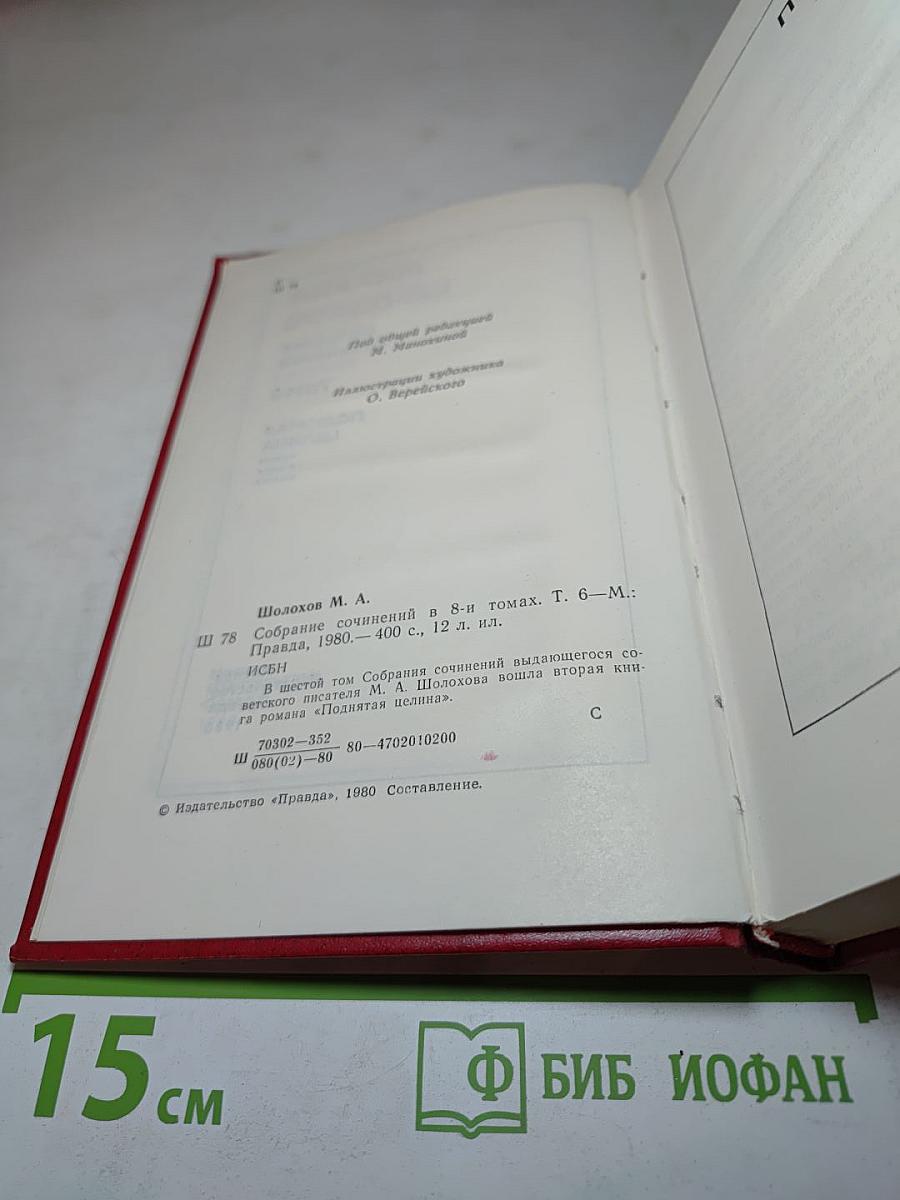 Под общей редакцией
М. Манохиной
Иллюстрации художника
О. Верейского
Шолохов М. А.
Ш 78 Собрание сочинений в 8-и томах. Т. 6—М.:
Правда, 1980.— 400 с., 12 л. ил.
ИСБН
В шестой том Собрания сочинений выдающегося со-
ветского писателя М. А. Шолохова вошла вторая кни-
га романа «Поднятая целина».
С
70302—352
Ш 080(02)—80 80—4702010200
© Издательство «Правда», 1980 Составление.
15 см
Ф БИБ ИОФАН